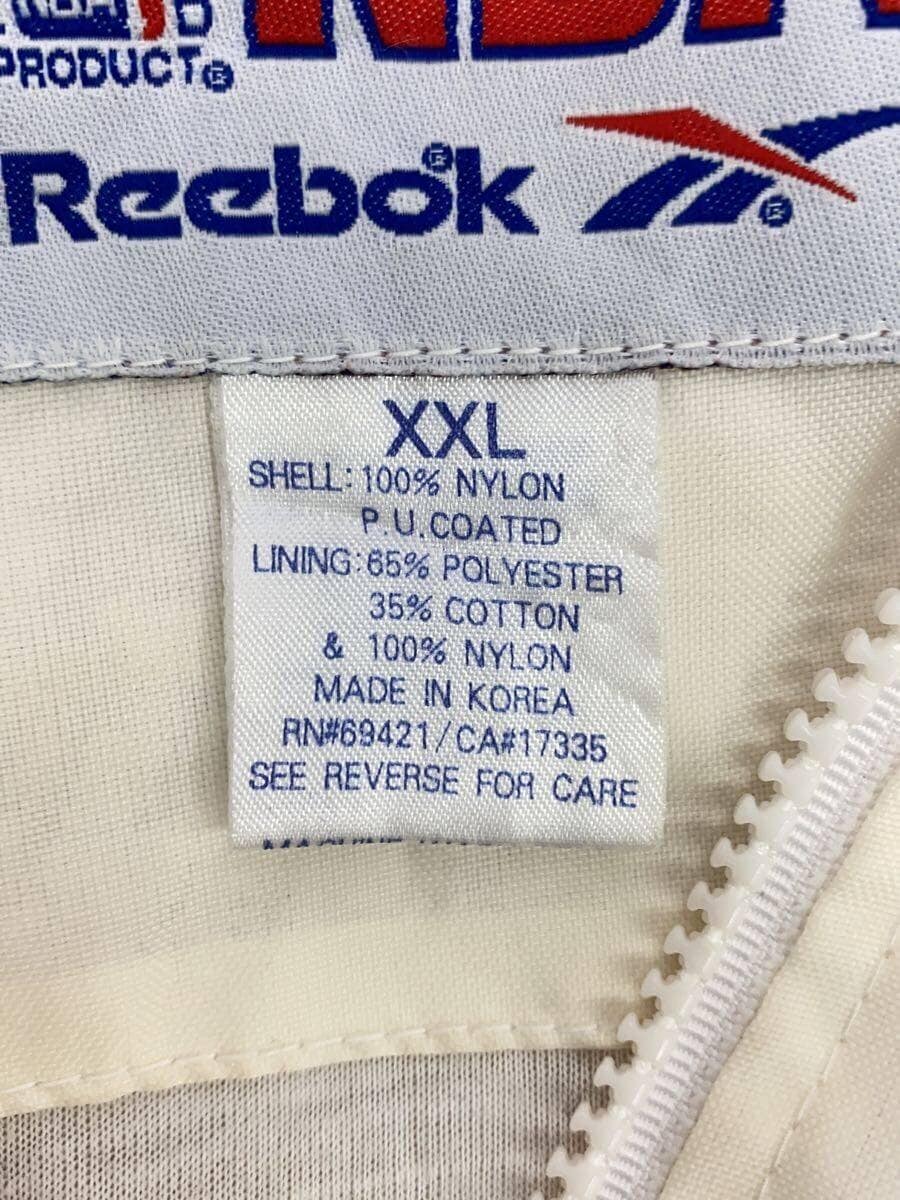 NBA
PRODUCT®
Reebok®
XXL
SHELL: 100% NYLON
P.U. COATED
LINING: 65% POLYESTER
35% COTTON
& 100% NYLON
MADE IN KOREA
RN#69421/CA#17335
SEE REVERSE FOR CARE